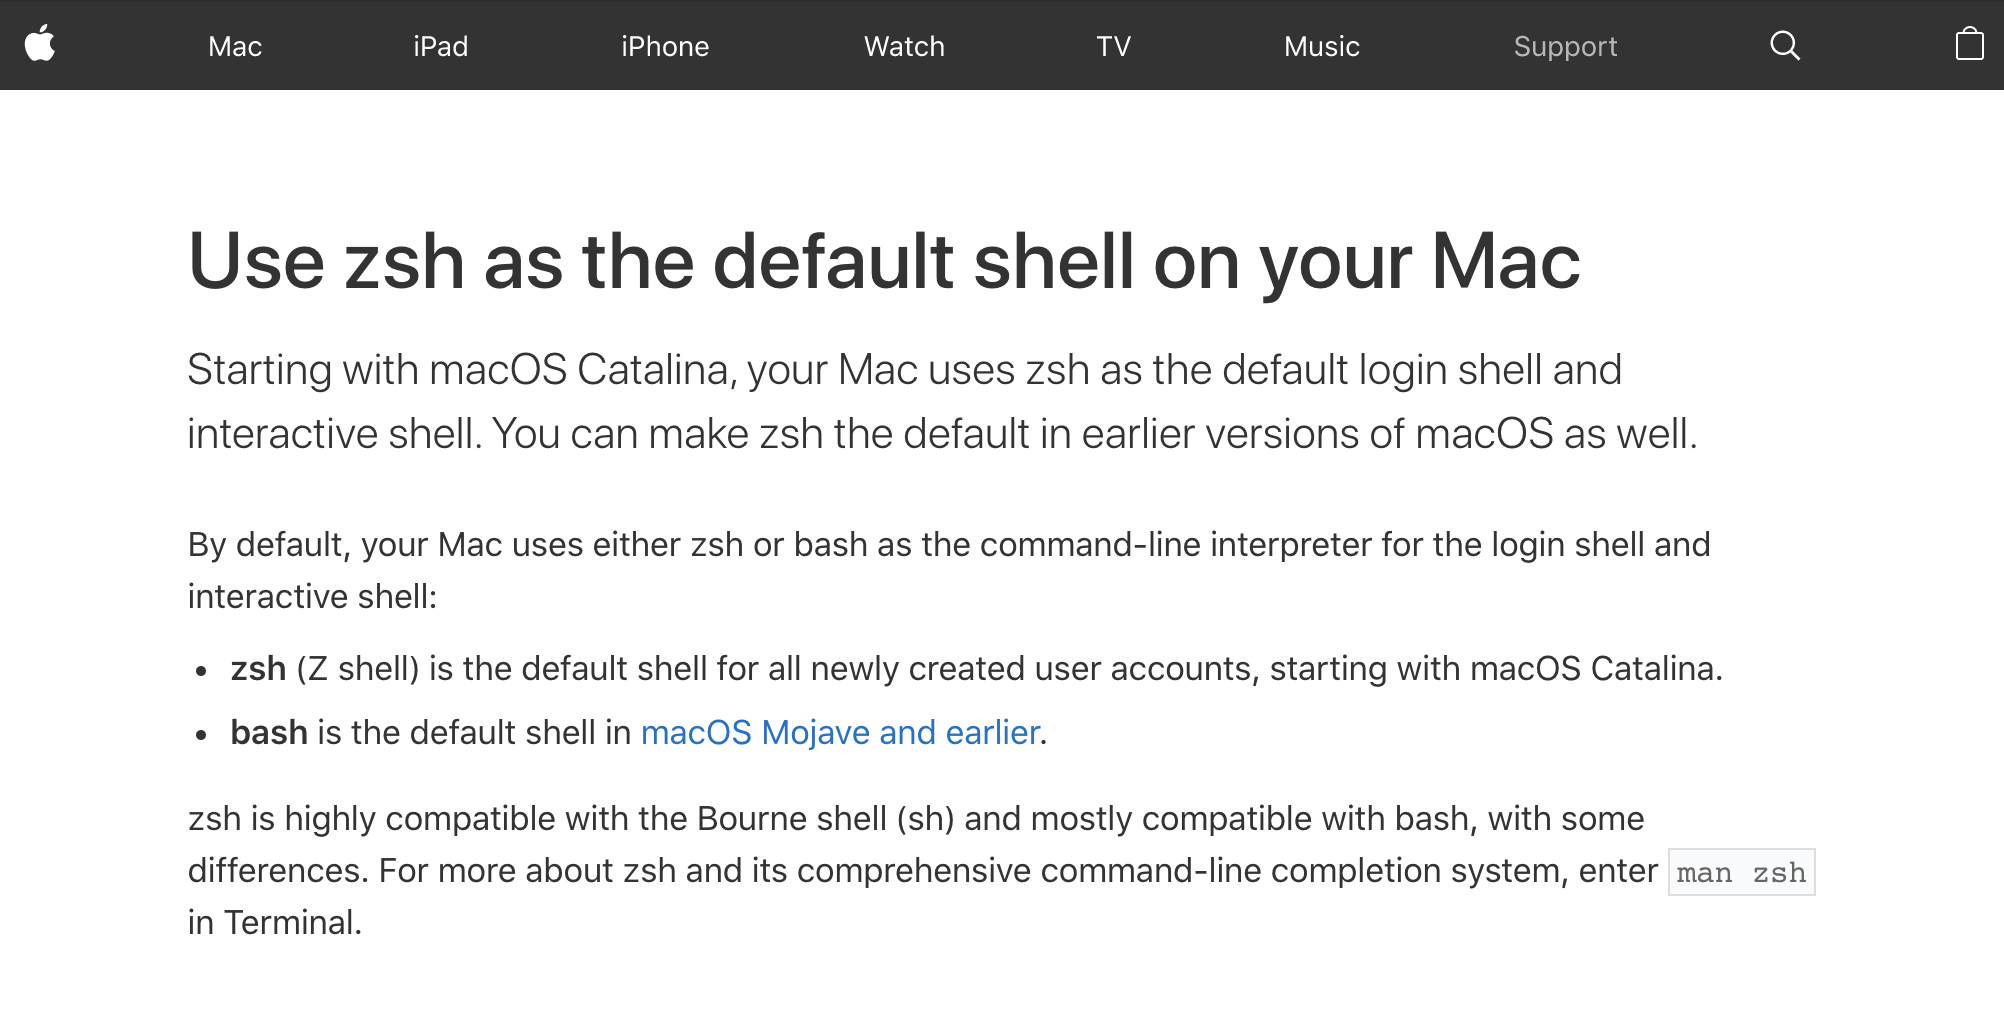 Mac iPad iPhone Watch TV Music Support
Use zsh as the default shell on your Mac
Starting with macOS Catalina, your Mac uses zsh as the default login shell and
interactive shell. You can make zsh the default in earlier versions of macOS as well.
By default, your Mac uses either zsh or bash as the command-line interpreter for the login shell and
interactive shell:
• zsh (Z shell) is the default shell for all newly created user accounts, starting with macOS Catalina.
• bash is the default shell in macOS Mojave and earlier.
zsh is highly compatible with the Bourne shell (sh) and mostly compatible with bash, with some
differences. For more about zsh and its comprehensive command-line completion system, enter man zsh
in Terminal.